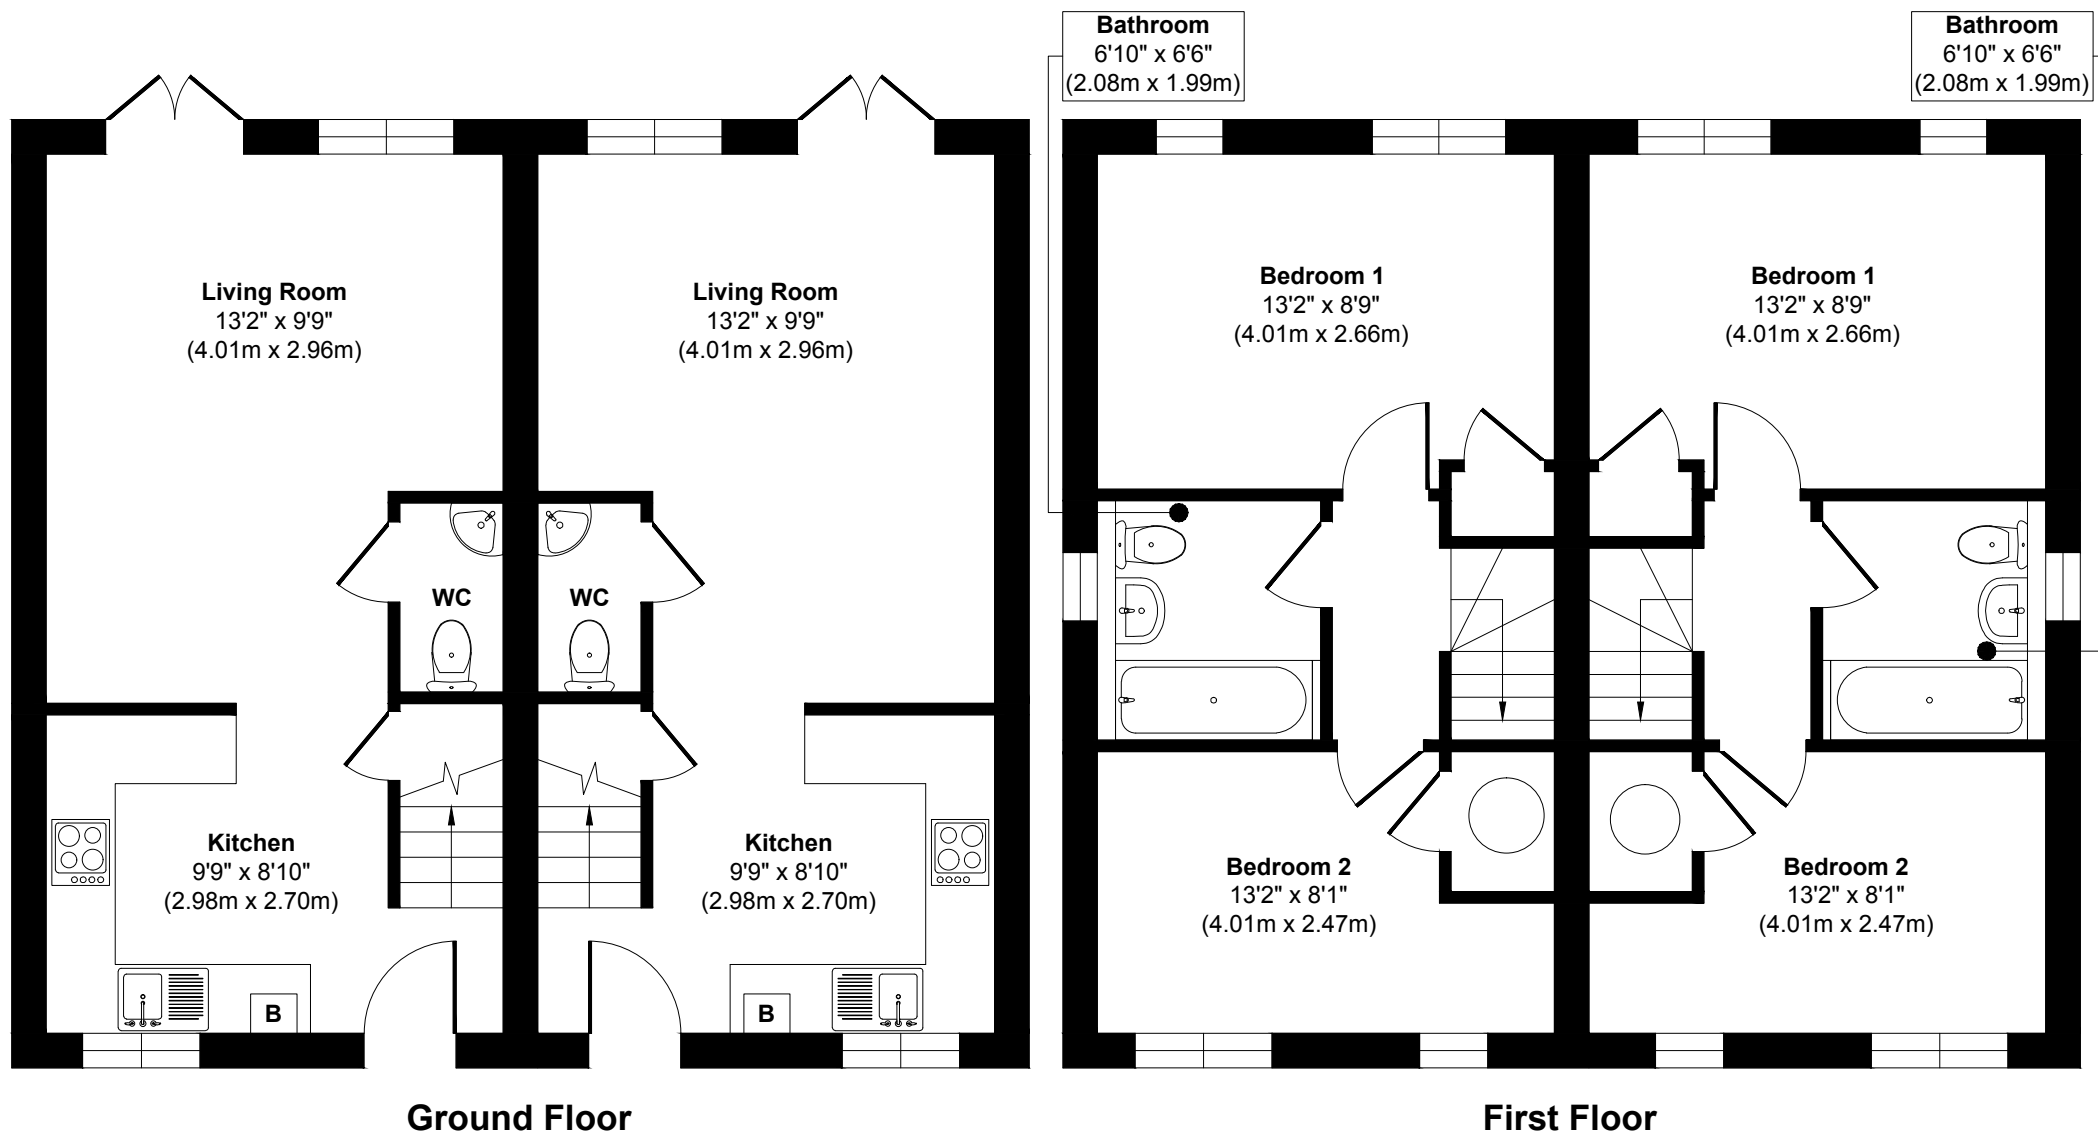 Bathroom
6'10" x 6'6"
(2.08m x 1.99m)
Bathroom
6'10" x 6'6"
(2.08m x 1.99m)
Living Room
13'2" x 9'9"
(4.01m x 2.96m)
Living Room
13'2" x 9'9"
(4.01m x 2.96m)
Bedroom 1
13'2" x 8'9"
(4.01m x 2.66m)
Bedroom 1
13'2" x 8'9"
(4.01m x 2.66m)
WC
WC
Kitchen
9'9" x 8'10"
(2.98m x 2.70m)
Kitchen
9'9" x 8'10"
(2.98m x 2.70m)
Bedroom 2
13'2" x 8'1"
(4.01m x 2.47m)
Bedroom 2
13'2" x 8'1"
(4.01m x 2.47m)
B
B
Ground Floor
First Floor